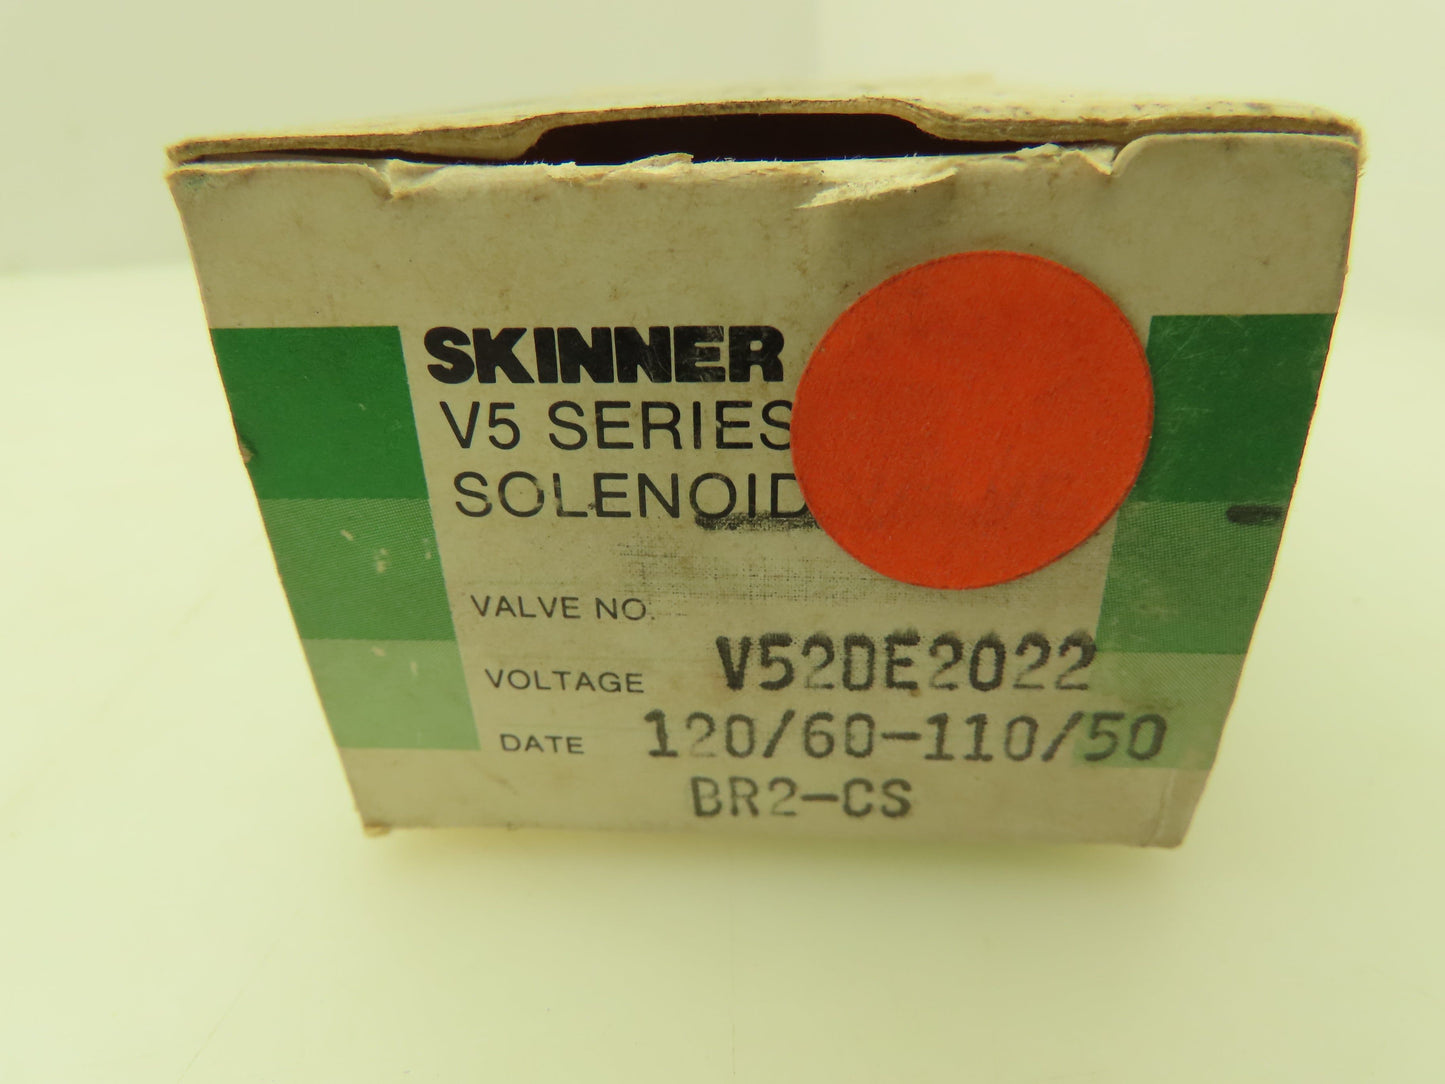 SKINNER
V5 SERIES
SOLENOID
VALVE NO.
V52DE2022
VOLTAGE
120/60-110/50
DATE
BR2-CS